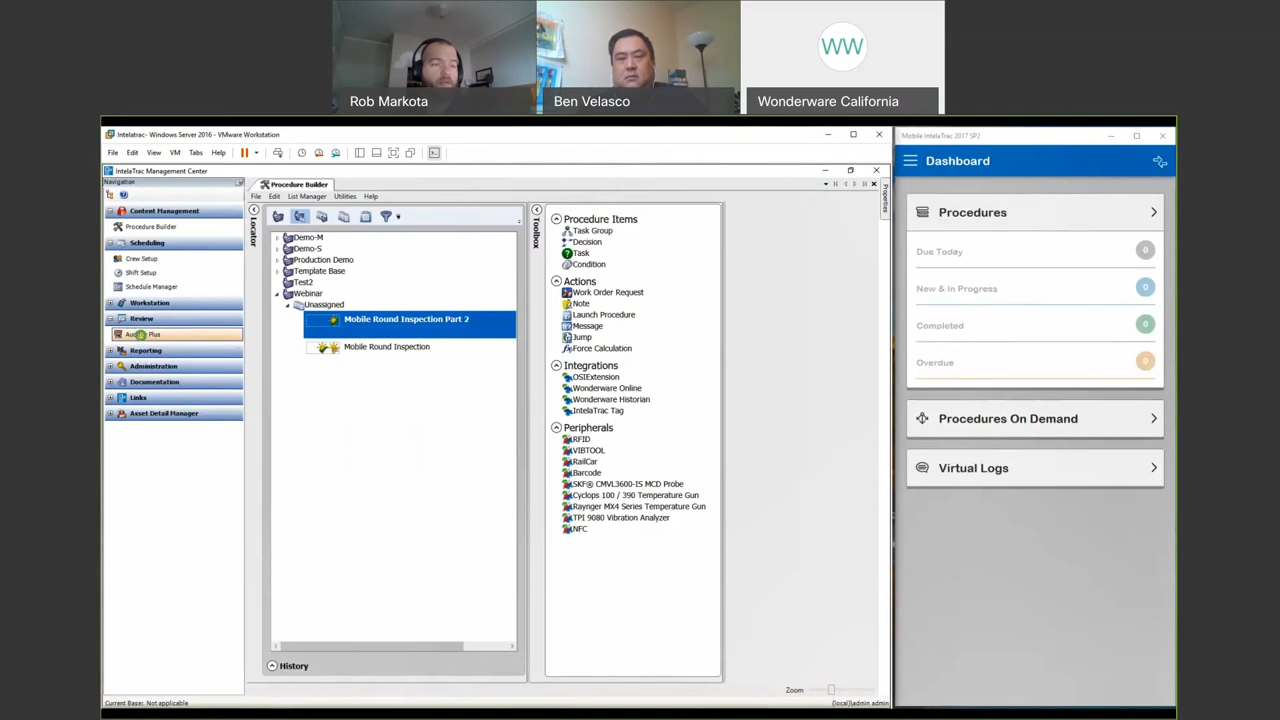 WW
Rob Markota
Ben Velasco
Wonderware California
Intelatrac- Windows Server 2016 - VMware Workstation
File Edit View VM Tabs Help
IntelaTrac Management Center
Navigation
Content Management
Procedure Builder
Scheduling
Crew Setup
Shift Setup
Schedule Manager
Workstation
Review
Plus
Reporting
Administration
Documentation
Links
Asset Detail Manager
Procedure Builder
File Edit List Manager Utilities Help
Locator
Demo-M
Demo-S
Production Demo
Template Base
Test2
Webinar
Unassigned
Mobile Round Inspection Part 2
Mobile Round Inspection
History
Toolbox
Procedure Items
Task Group
Decision
Task
Condition
Actions
Work Order Request
Note
Launch Procedure
Message
Jump
Force Calculation
Integrations
OSIExtension
Wonderware Online
Wonderware Historian
IntelaTrac Tag
Peripherals
RFID
VIBTOOL
RailCar
Barcode
SKF® CMVL3600-IS MCD Probe
Cyclops 100 / 390 Temperature Gun
Raynger MX4 Series Temperature Gun
TPI 9080 Vibration Analyzer
NFC
Properties
Zoom
Current Base: Not applicable
(local)\admin admin
Mobile IntelaTrac 2017 SP2
Dashboard
Procedures
Due Today 0
New & In Progress 0
Completed 0
Overdue 0
Procedures On Demand
Virtual Logs